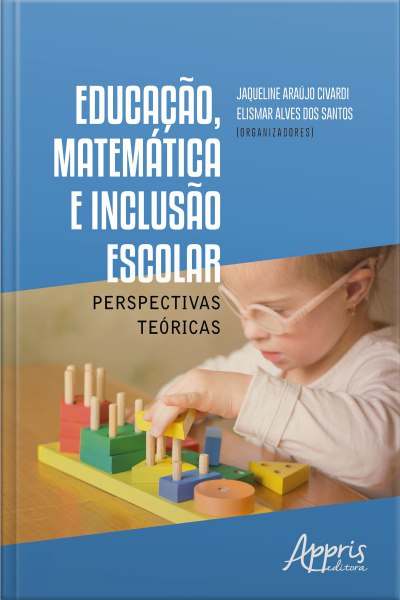 EDUCAÇÃO,
MATEMÁTICA
E INCLUSÃO
ESCOLAR
PERSPECTIVAS
TEÓRICAS
JAQUELINE ARAÚJO CIVARDI
ELISMAR ALVES DOS SANTOS
(ORGANIZADORES)
Appris
editora